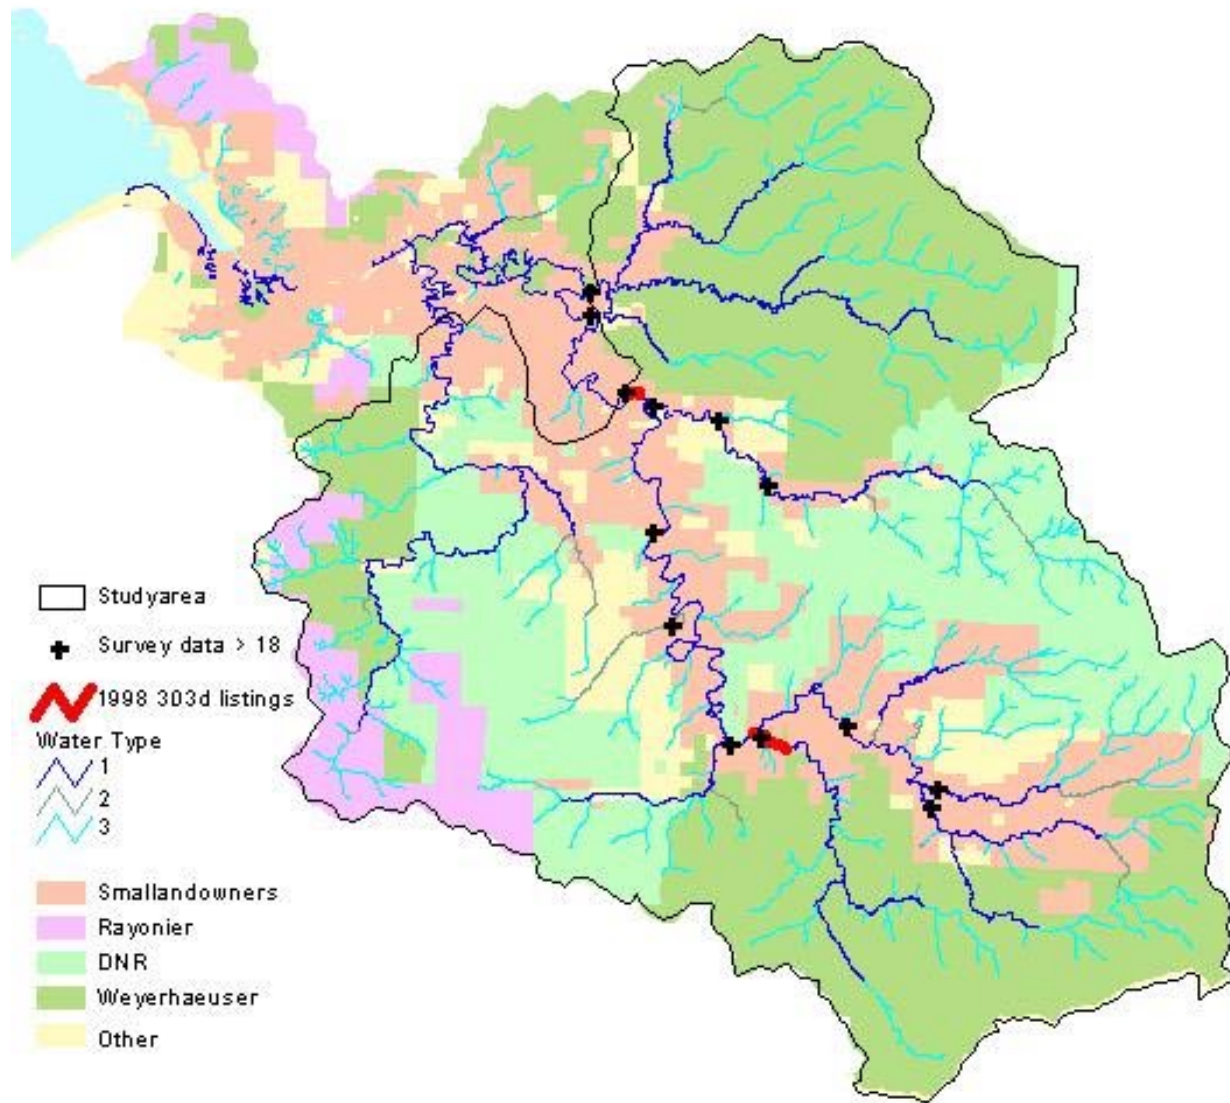 Studyarea
Survey data > 18
1998 303d listings
Water Type
1
2
3
Smallandowners
Rayonier
DNR
Weyerhaeuser
Other